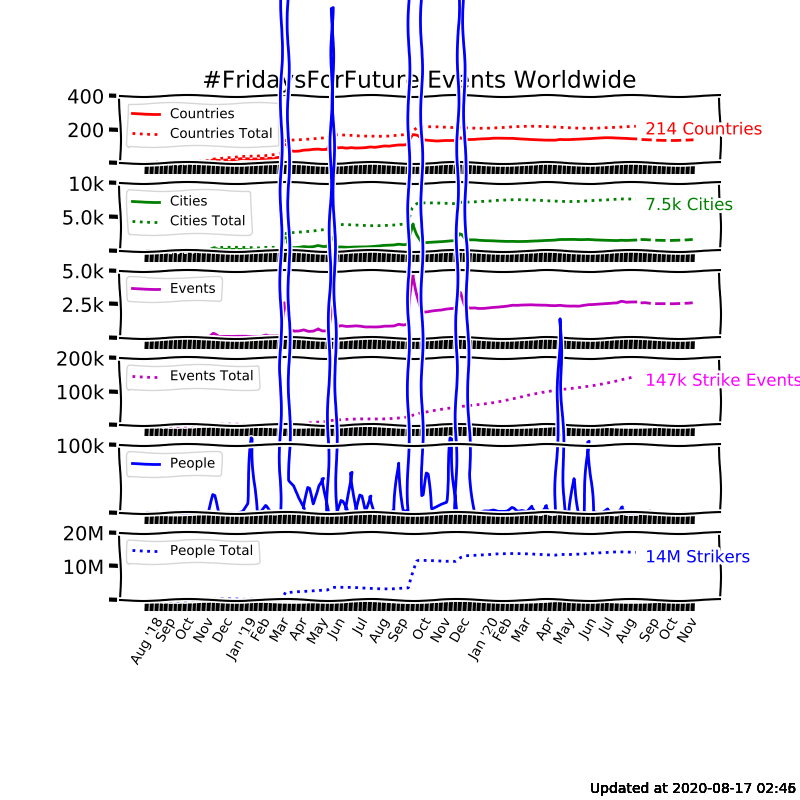 #FridaysForFuture Events Worldwide
400
200
Countries
Countries Total
214 Countries
10k
5.0k
Cities
Cities Total
7.5k Cities
5.0k
2.5k
Events
200k
100k
Events Total
147k Strike Events
100k
People
20M
10M
People Total
14M Strikers
Aug '18
Sep
Oct
Nov
Dec
Jan '19
Feb
Mar
Apr
May
Jun
Jul
Aug
Sep
Oct
Nov
Dec
Jan '20
Feb
Mar
Apr
May
Jun
Jul
Aug
Sep
Oct
Nov
Updated at 2020-08-17 02:46